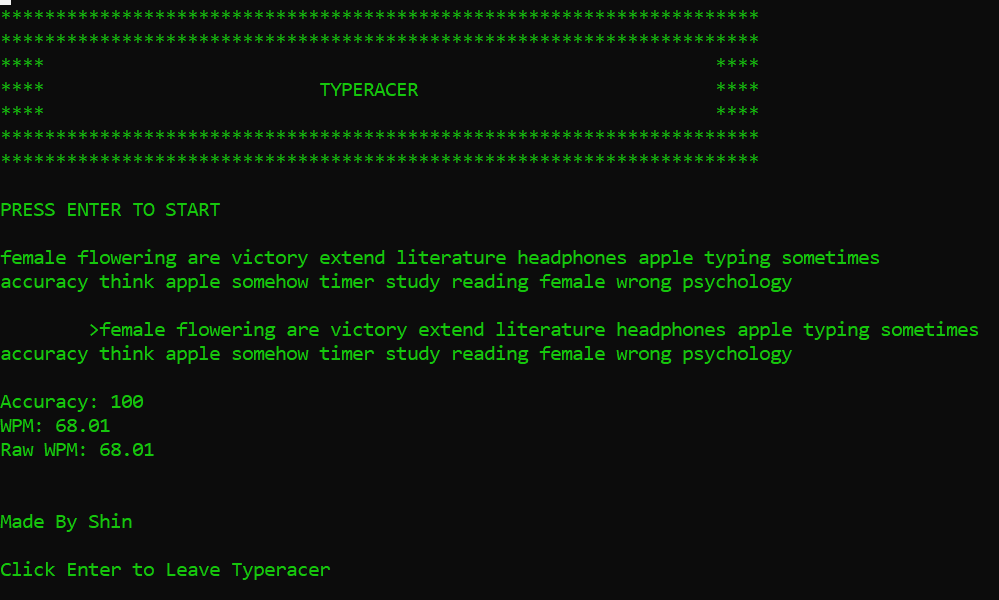 *********************************************************************
*********************************************************************
****                                                             ****
****                         TYPERACER                           ****
****                                                             ****
*********************************************************************
*********************************************************************
PRESS ENTER TO START
female flowering are victory extend literature headphones apple typing sometimes
accuracy think apple somehow timer study reading female wrong psychology
>female flowering are victory extend literature headphones apple typing sometimes
accuracy think apple somehow timer study reading female wrong psychology
Accuracy: 100
WPM: 68.01
Raw WPM: 68.01
Made By Shin
Click Enter to Leave Typeracer